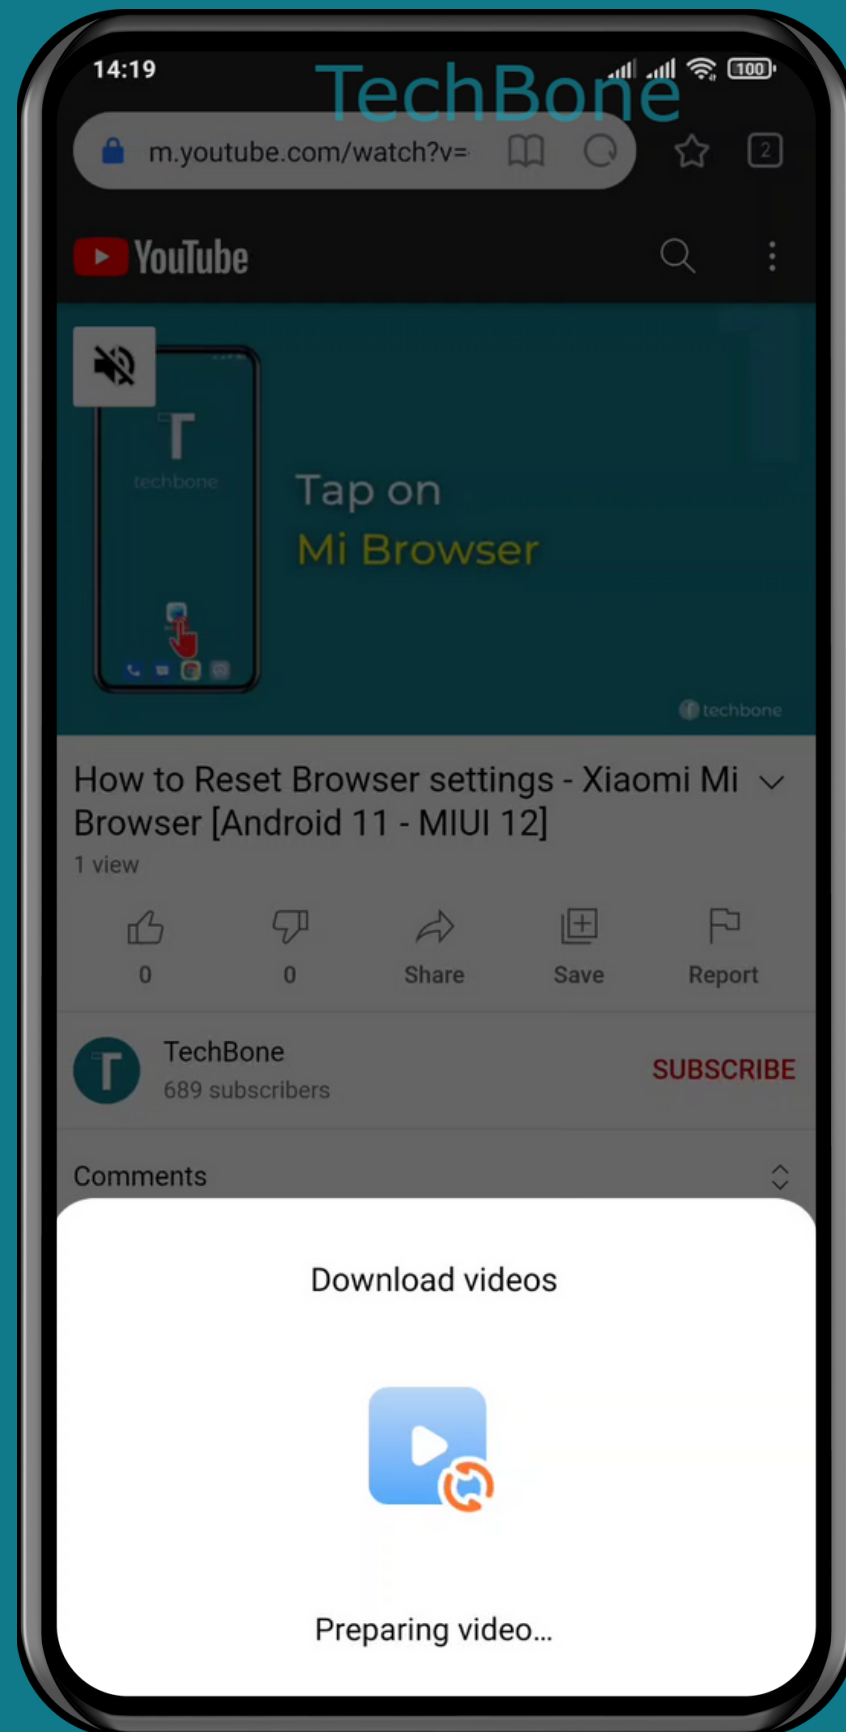 14:19
TechBone
100
m.youtube.com/watch?v=
2
YouTube
T
techbone
Tap on
Mi Browser
techbone
How to Reset Browser settings - Xiaomi Mi
Browser [Android 11 - MIUI 12]
1 view
0
0
Share
Save
Report
T
TechBone
689 subscribers
SUBSCRIBE
Comments
Download videos
Preparing video...